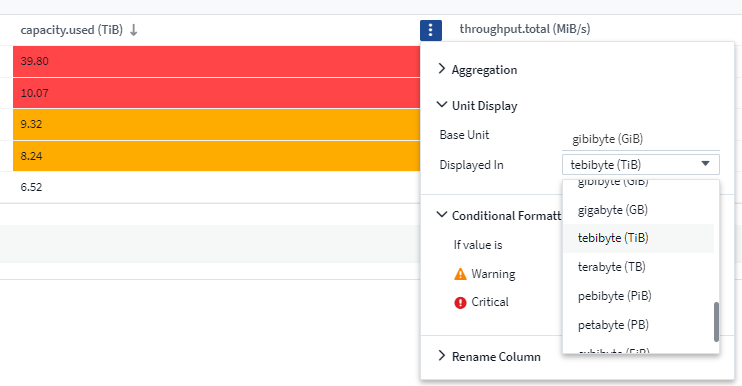 capacity.used (TiB) ↓
throughput.total (MiB/s)
39.80
10.07
9.32
8.24
6.52
Aggregation
Unit Display
Base Unit
gibibyte (GiB)
Displayed In
tebibyte (TiB)
gibibyte (GiB)
gigabyte (GB)
tebibyte (TiB)
terabyte (TB)
pebibyte (PiB)
petabyte (PB)
exbibyte (EiB)
Conditional Formatt
If value is
Warning
Critical
Rename Column